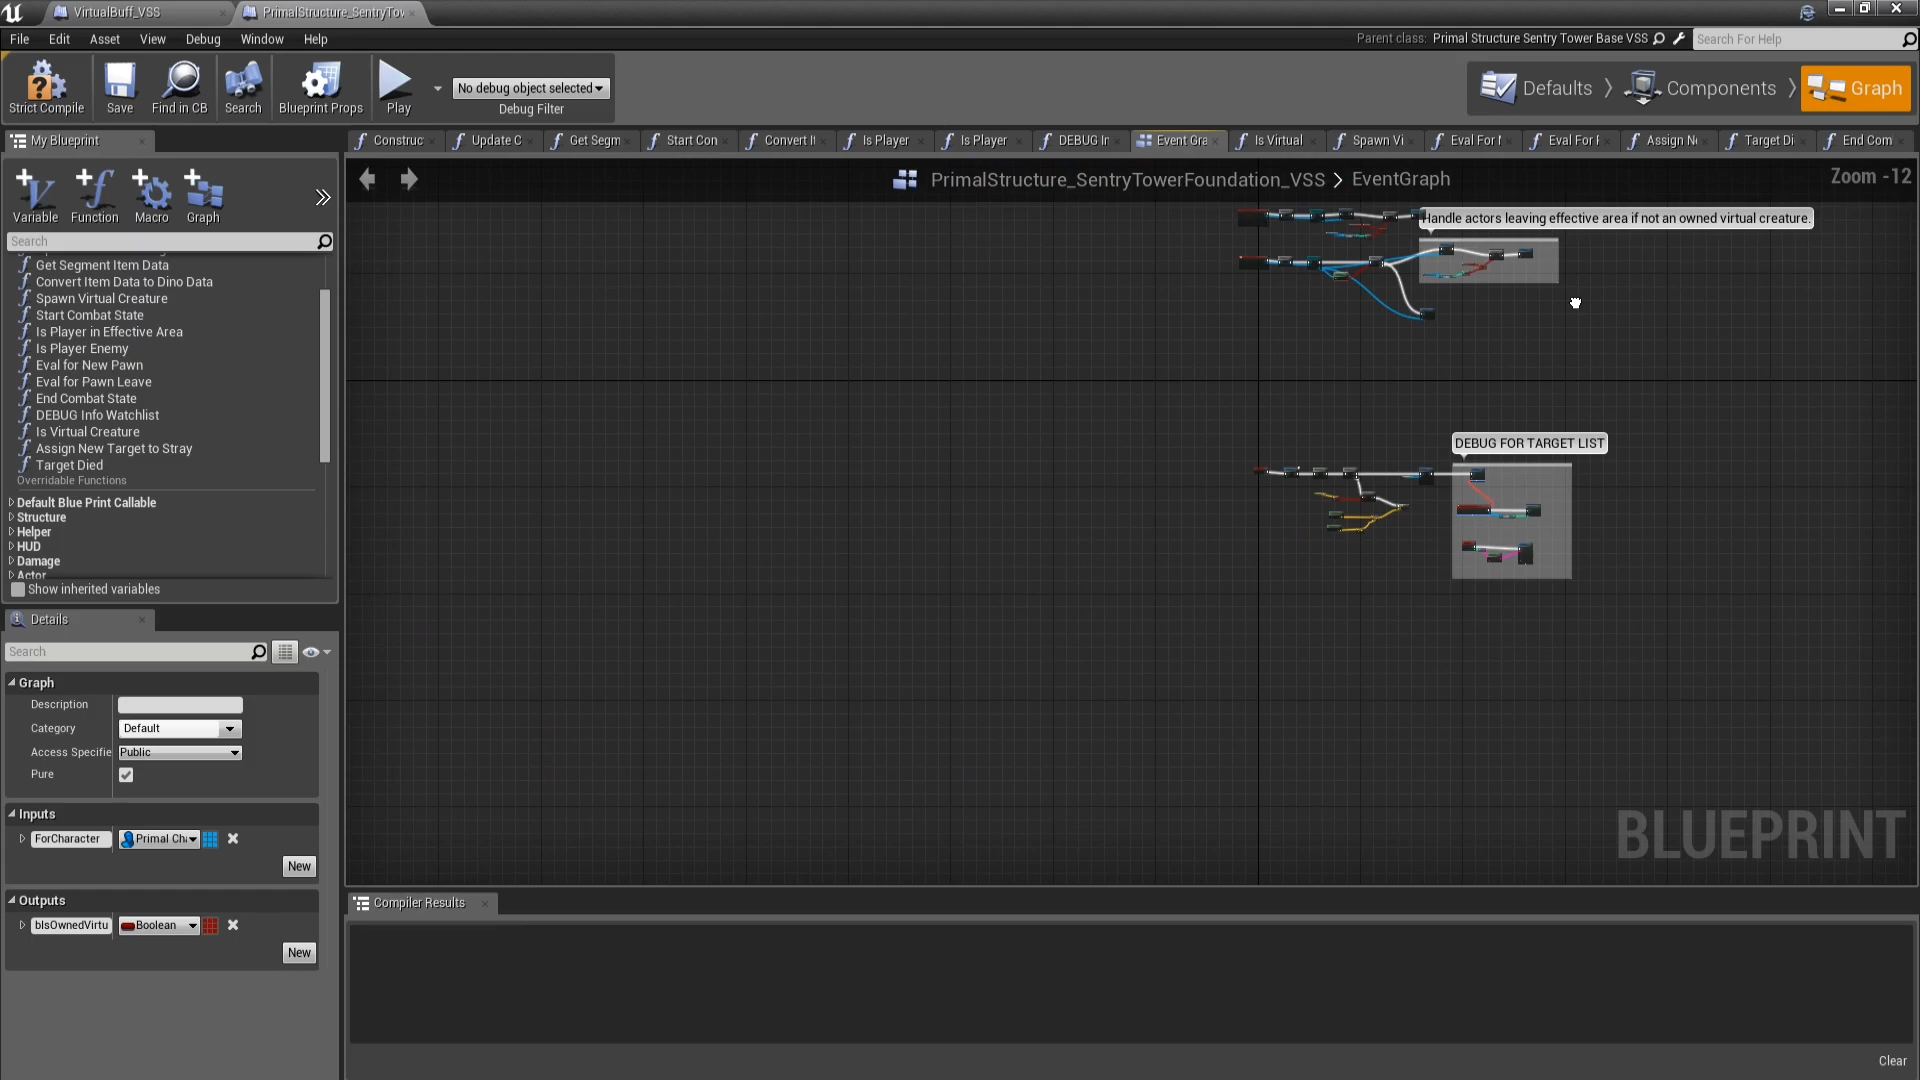 VirtualBuff_VSS
PrimalStructure_SentryTov
File Edit Asset View Debug Window Help
Parent class: Primal Structure Sentry Tower Base VSS
Search For Help
Strict Compile
Save
Find in CB
Search
Blueprint Props
Play
No debug object selected
Debug Filter
Defaults
Components
Graph
My Blueprint
Construc
Update C
Get Segm
Start Con
Convert It
Is Player
Is Player
DEBUG In
Event Gra
Is Virtual
Spawn Vi
Eval For
Eval For
Assign Ne
Target Di
End Com
Variable
Function
Macro
Graph
PrimalStructure_SentryTowerFoundation_VSS > EventGraph
Zoom -12
Search
Get Segment Item Data
Convert Item Data to Dino Data
Spawn Virtual Creature
Start Combat State
Is Player in Effective Area
Is Player Enemy
Eval for New Pawn
Eval for Pawn Leave
End Combat State
DEBUG Info Watchlist
Is Virtual Creature
Assign New Target to Stray
Target Died
Overridable Functions
Default Blue Print Callable
Structure
Helper
HUD
Damage
Actor
Show inherited variables
Handle actors leaving effective area if not an owned virtual creature.
DEBUG FOR TARGET LIST
BLUEPRINT
Details
Search
Graph
Description
Category
Default
Access Specifie
Public
Pure
Inputs
ForCharacter
Primal Cha
New
Outputs
bIsOwnedVirtu
Boolean
New
Compiler Results
Clear